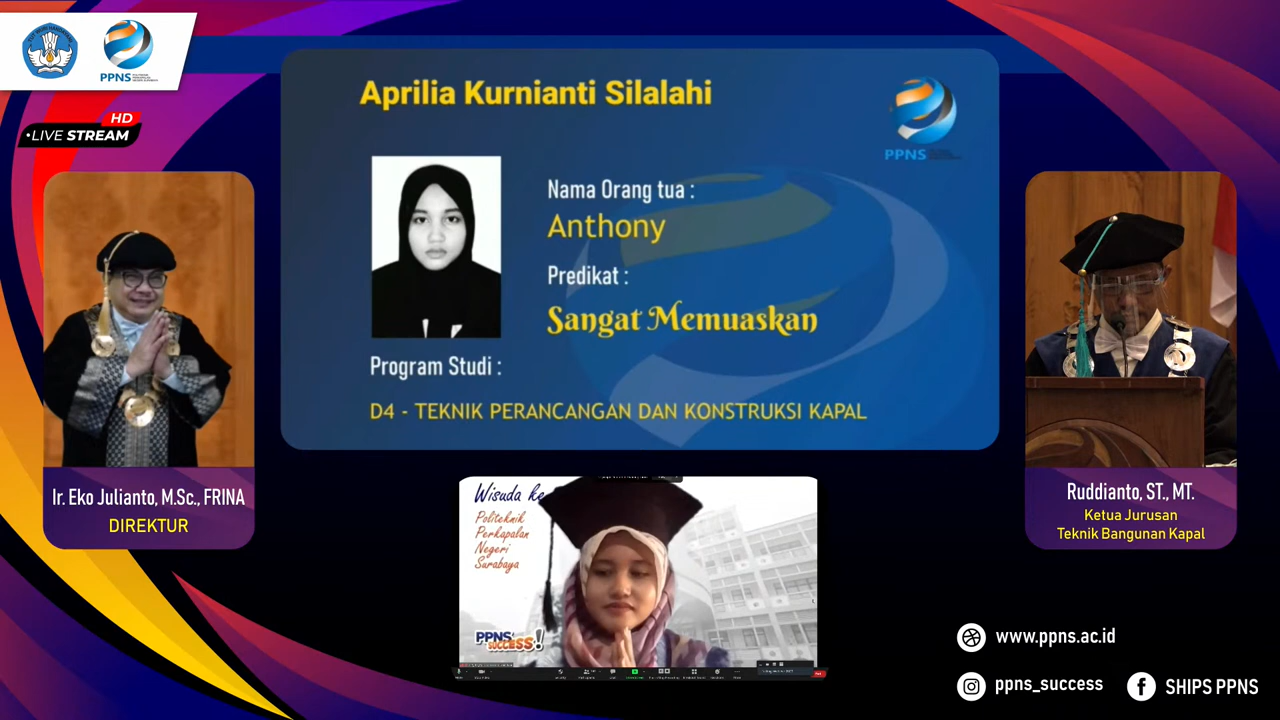 PPNS
HD
LIVE STREAM
Aprilia Kurnianti Silalahi
PPNS
Nama Orang tua :
Anthony
Predikat :
Sangat Memuaskan
Program Studi :
D4 - TEKNIK PERANCANGAN DAN KONSTRUKSI KAPAL
Ir. Eko Julianto, M.Sc., FRINA
DIREKTUR
Ruddianto, ST., MT.
Ketua Jurusan
Teknik Bangunan Kapal
Wisuda ke
Politeknik
Perkapalan
Negeri
Surabaya
PPNS
SUCCESS!
www.ppns.ac.id
ppns_success
SHIPS PPNS